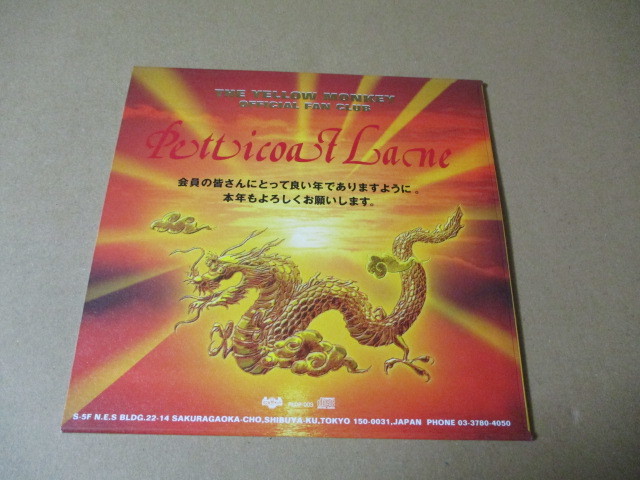 THE YELLOW MONKEY
OFFICIAL FAN CLUB
Petticoat Lane
会員の皆さんにとって良い年でありますように。
本年もよろしくお願いします。
S-5F N.E.S BLDG.22-14 SAKURAGAOKA-CHO,SHIBUYA-KU,TOKYO 150-0031,JAPAN PHONE 03-3780-4050